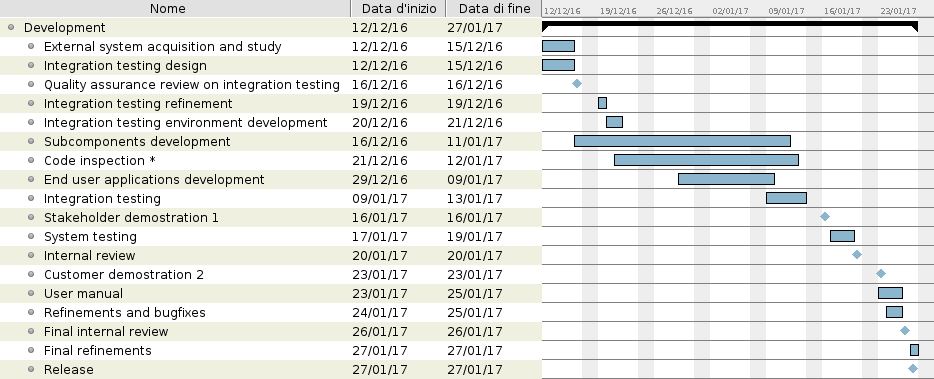 Nome Data d'inizio Data di fine 12/12/16 19/12/16 26/12/16 02/01/17 09/01/17 16/01/17 23/01/17
Development 12/12/16 27/01/17
External system acquisition and study 12/12/16 15/12/16
Integration testing design 12/12/16 15/12/16
Quality assurance review on integration testing 16/12/16 16/12/16
Integration testing refinement 19/12/16 19/12/16
Integration testing environment development 20/12/16 21/12/16
Subcomponents development 16/12/16 11/01/17
Code inspection * 21/12/16 12/01/17
End user applications development 29/12/16 09/01/17
Integration testing 09/01/17 13/01/17
Stakeholder demostration 1 16/01/17 16/01/17
System testing 17/01/17 19/01/17
Internal review 20/01/17 20/01/17
Customer demostration 2 23/01/17 23/01/17
User manual 23/01/17 25/01/17
Refinements and bugfixes 24/01/17 25/01/17
Final internal review 26/01/17 26/01/17
Final refinements 27/01/17 27/01/17
Release 27/01/17 27/01/17